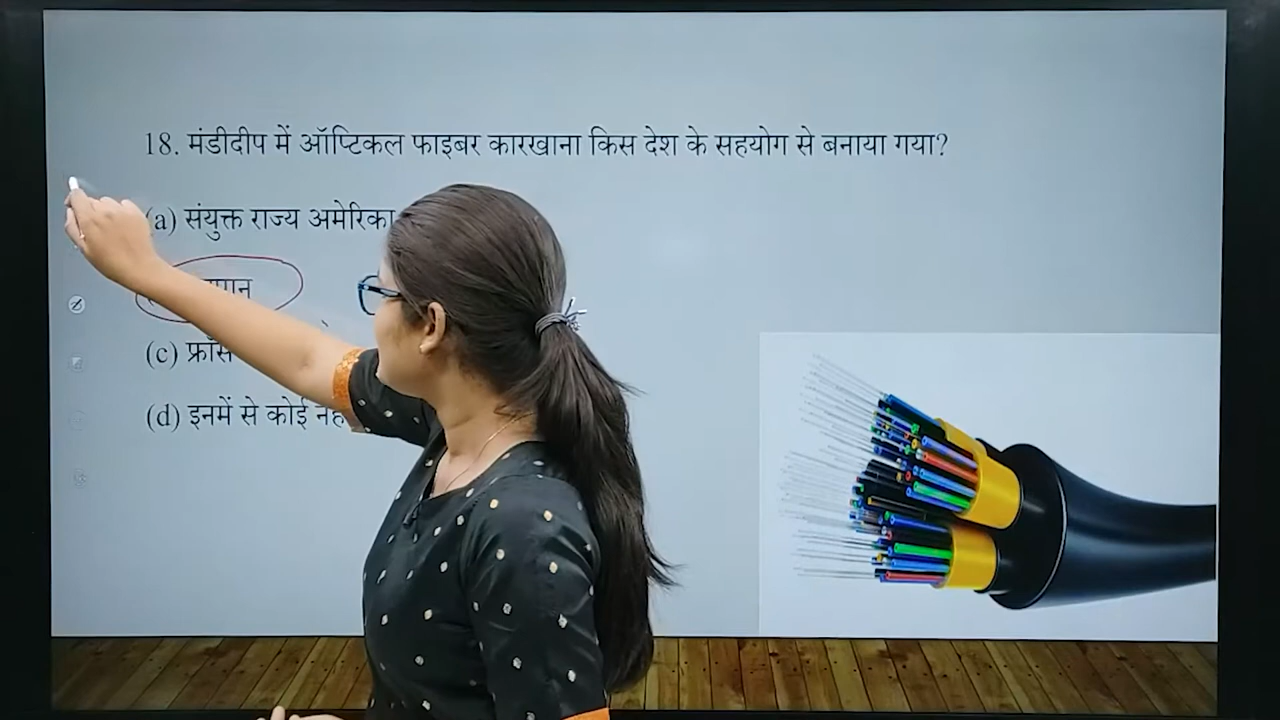 18. मंडीदीप में ऑप्टिकल फाइबर कारखाना किस देश के सहयोग से बनाया गया?
(a) संयुक्त राज्य अमेरिका
(c) फ्राँस
(d) इनमें से कोई